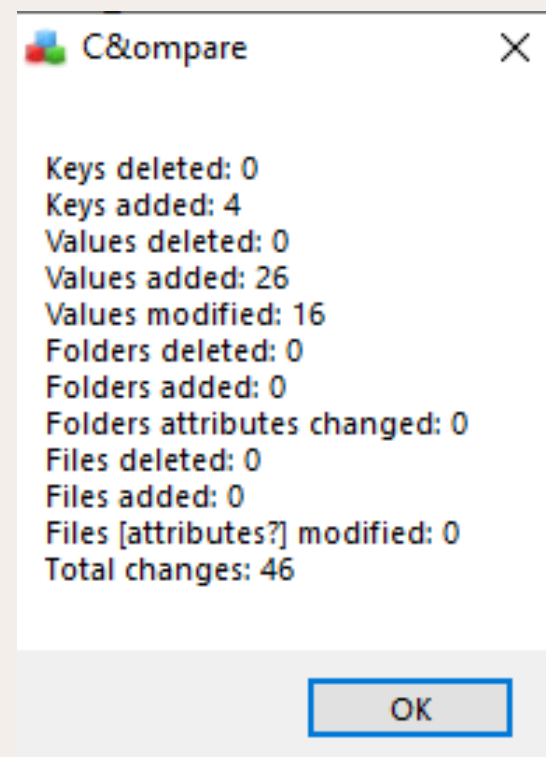 C&ompare
Keys deleted: 0
Keys added: 4
Values deleted: 0
Values added: 26
Values modified: 16
Folders deleted: 0
Folders added: 0
Folders attributes changed: 0
Files deleted: 0
Files added: 0
Files [attributes?] modified: 0
Total changes: 46
OK